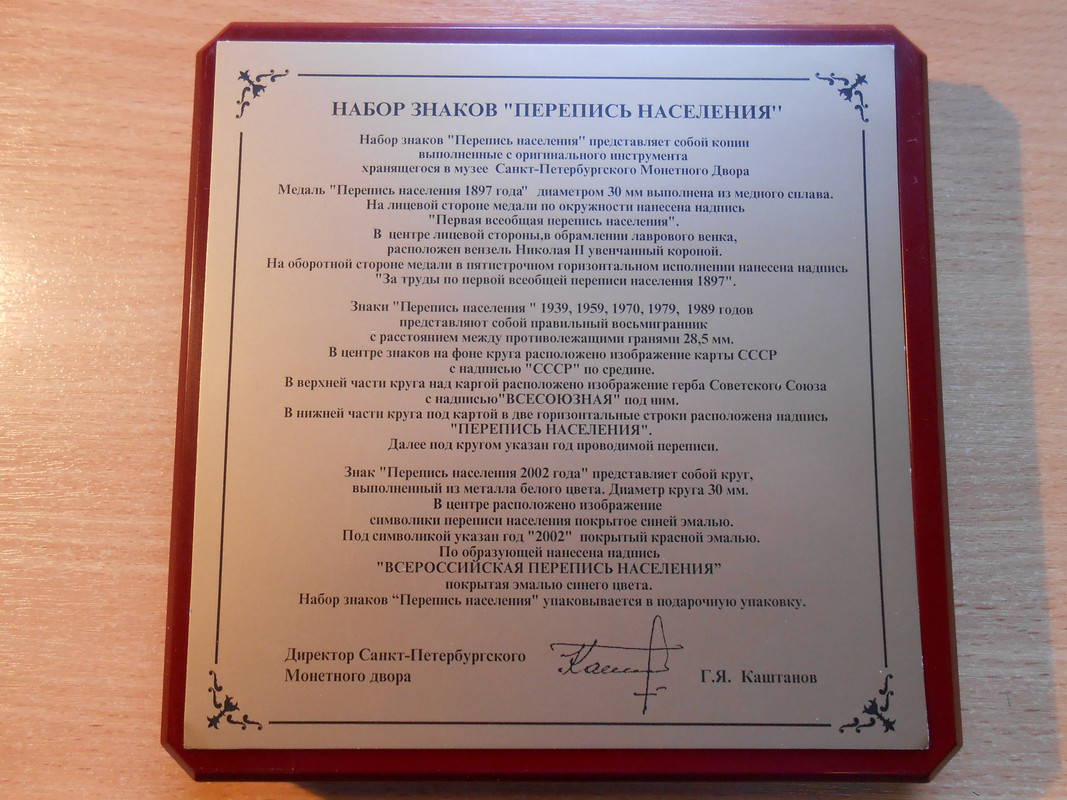 НАБОР ЗНАКОВ "ПЕРЕПИСЬ НАСЕЛЕНИЯ"
Набор знаков "Перепись населения" представляет собой копии
выполненные с оригинального инструмента
хранящегося в музее Санкт-Петербургского Монетного Двора
Медаль "Перепись населения 1897 года" диаметром 30 мм выполнена из медного сплава.
На лицевой стороне медали по окружности нанесена надпись
"Первая всеобщая перепись населения".
В центре лицевой стороны,в обрамлении лаврового венка,
расположен вензель Николая II увенчанный короной.
На оборотной стороне медали в пятистрочном горизонтальном исполнении нанесена надпись
"За труды по первой всеобщей переписи населения 1897".
Знаки "Перепись населения " 1939, 1959, 1970, 1979, 1989 годов
представляют собой правильный восьмигранник
с расстоянием между противолежащими гранями 28,5 мм.
В центре знаков на фоне круга расположено изображение карты СССР
с надписью "СССР" по средине.
В верхней части круга над каргой расположено изображение герба Советского Союза
с надписью"ВСЕСОЮЗНАЯ" под ним.
В нижней части круга под картой в две горизонтальные строки расположена надпись
"ПЕРЕПИСЬ НАСЕЛЕНИЯ".
Далее под кругом указан год проводимой переписи.
Знак "Перепись населения 2002 года" представляет собой круг,
выполненный из металла белого цвета. Диаметр круга 30 мм.
В центре расположено изображение
символики переписи населения покрытое синей эмалью.
Под символикой указан год "2002" покрытый красной эмалью.
По образующей нанесена надпись
"ВСЕРОССИЙСКАЯ ПЕРЕПИСЬ НАСЕЛЕНИЯ”
покрытая эмалью синего цвета.
Набор знаков “Перепись населения" упаковывается в подарочную упаковку.
Директор Санкт-Петербургского
Монетного двора
Г.Я. Каштанов